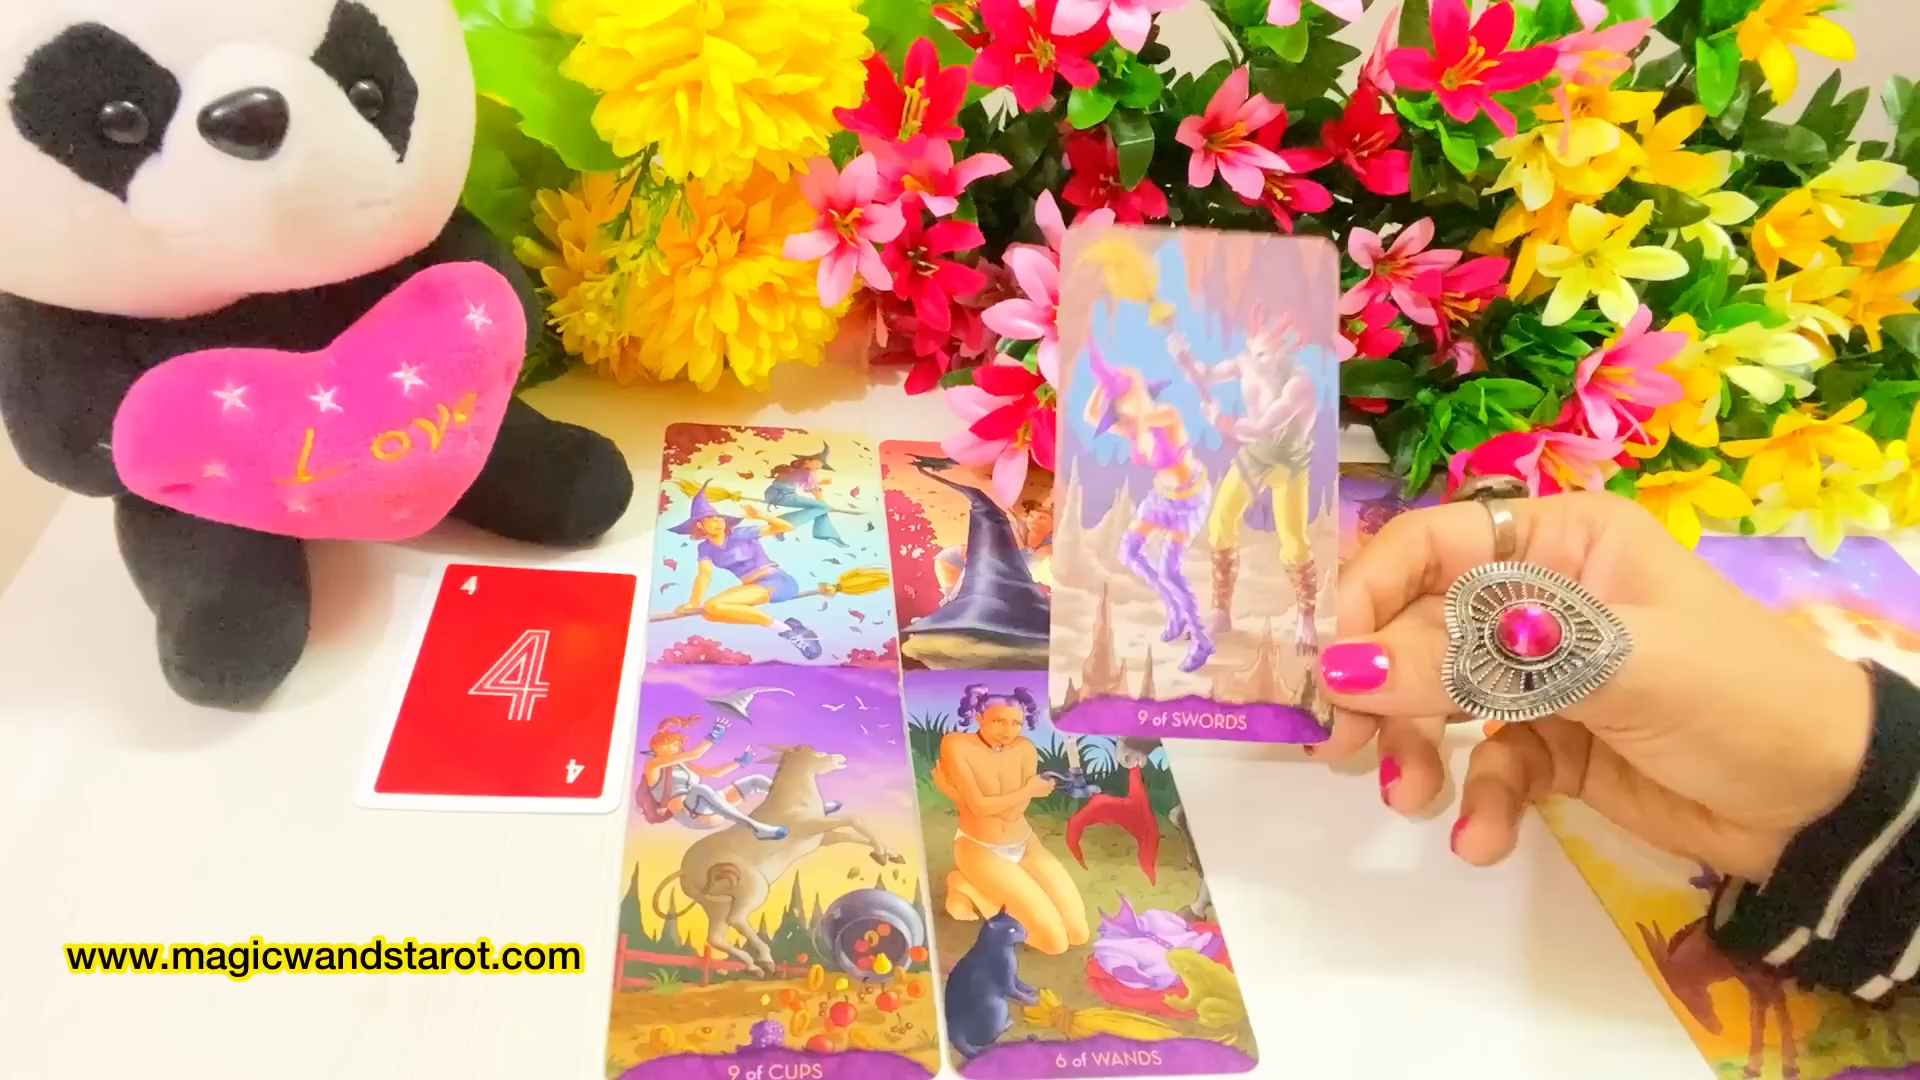 Love
4
4
4
9 of SWORDS
www.magicwandstarot.com
9 of CUPS
6 of WANDS